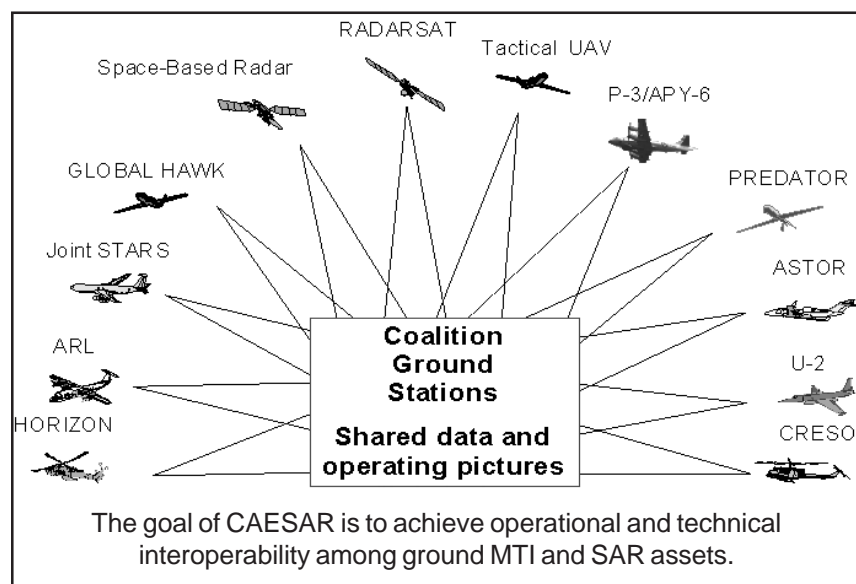 RADARSAT
Tactical UAV
Space-Based Radar
P-3/APY-6
GLOBAL HAWK
PREDATOR
Joint STARS
ASTOR
ARL
U-2
HORIZON
CRESO
Coalition
Ground
Stations
Shared data and
operating pictures
The goal of CAESAR is to achieve operational and technical
interoperability among ground MTI and SAR assets.